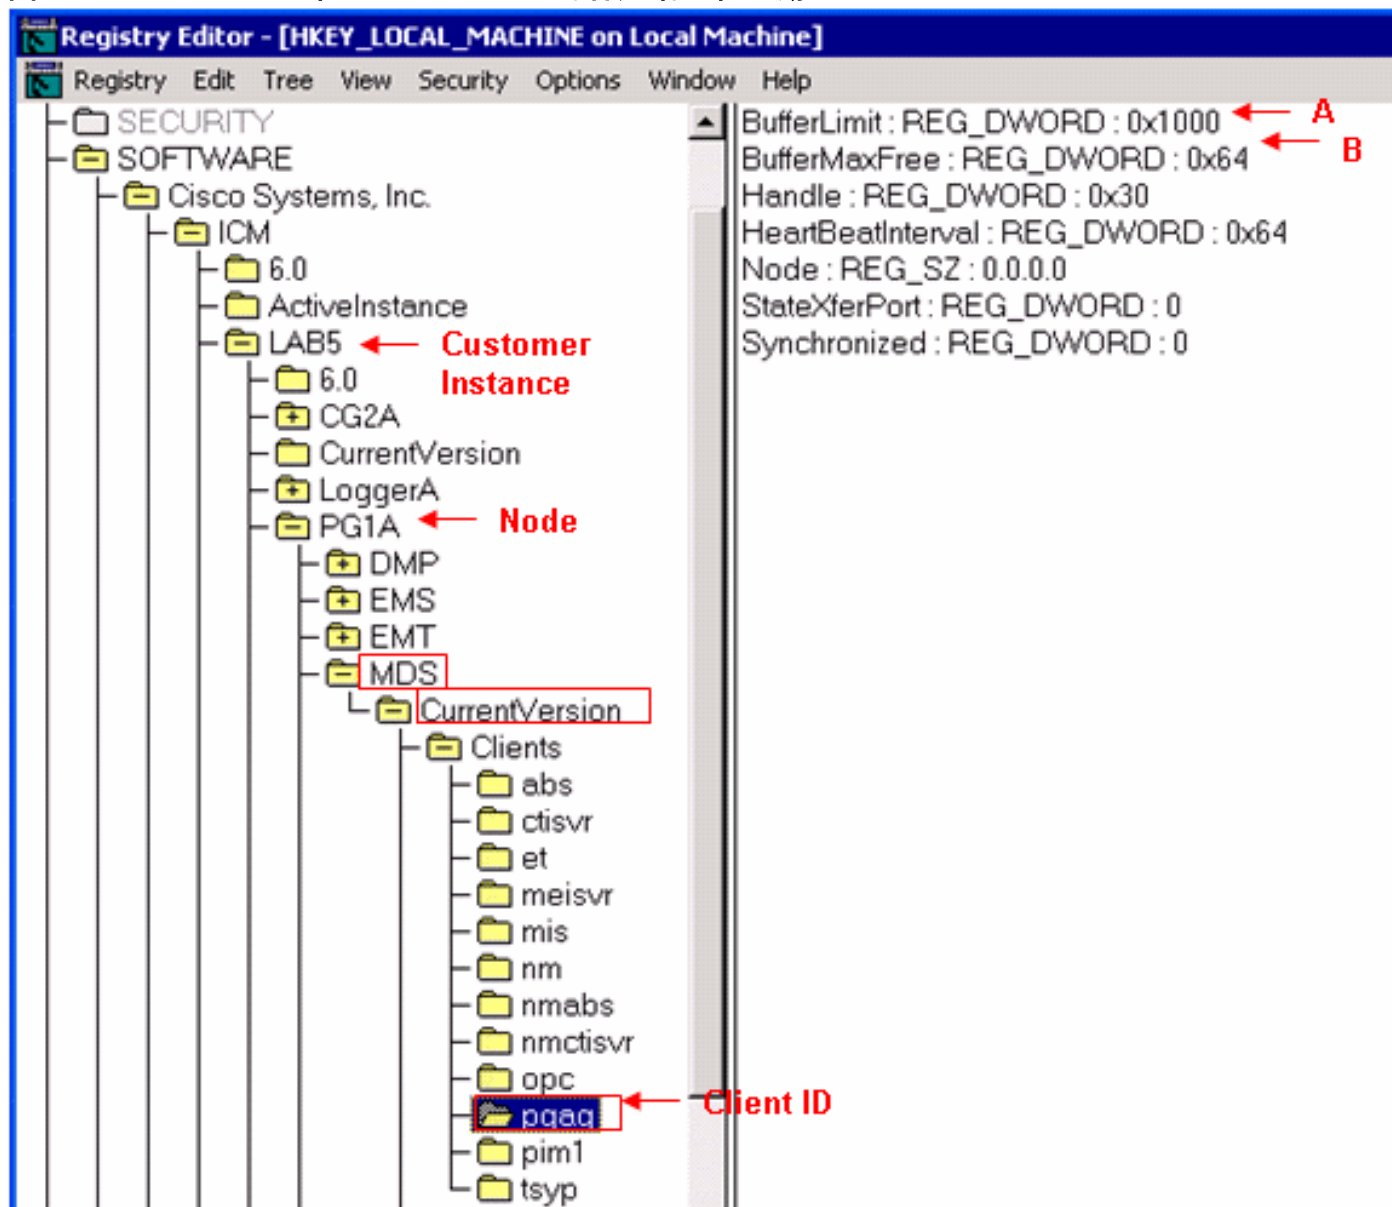 Registry Editor - [HKEY_LOCAL_MACHINE on Local Machine]
Registry Edit Tree View Security Options Window Help
SECURITY
SOFTWARE
Cisco Systems, Inc.
ICM
6.0
ActiveInstance
LAB5
Customer
Instance
6.0
CG2A
CurrentVersion
LoggerA
PG1A
Node
DMP
EMS
EMT
MDS
CurrentVersion
Clients
abs
ctisvr
et
meisvr
mis
nm
nmabs
nmctisvr
opc
pqaq
Client ID
pim1
tsyp
BufferLimit : REG_DWORD : 0x1000
A
B
BufferMaxFree : REG_DWORD : 0x64
Handle : REG_DWORD : 0x30
HeartBeatInterval : REG_DWORD : 0x64
Node : REG_SZ : 0.0.0.0
StateXferPort : REG_DWORD : 0
Synchronized : REG_DWORD : 0